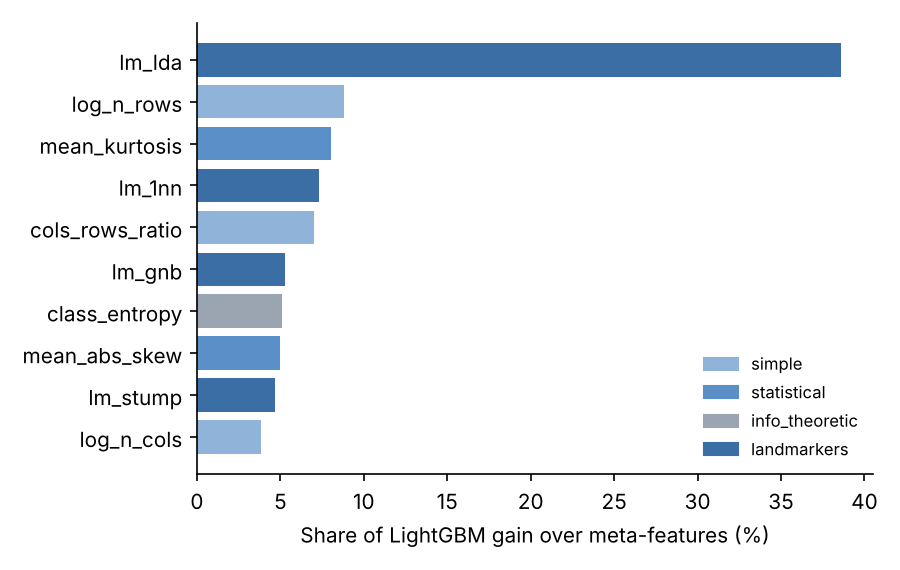 lm_lda
log_n_rows
mean_kurtosis
lm_1nn
cols_rows_ratio
lm_gnb
class_entropy
mean_abs_skew
lm_stump
log_n_cols
simple
statistical
info_theoretic
landmarkers
0 5 10 15 20 25 30 35 40
Share of LightGBM gain over meta-features (%)